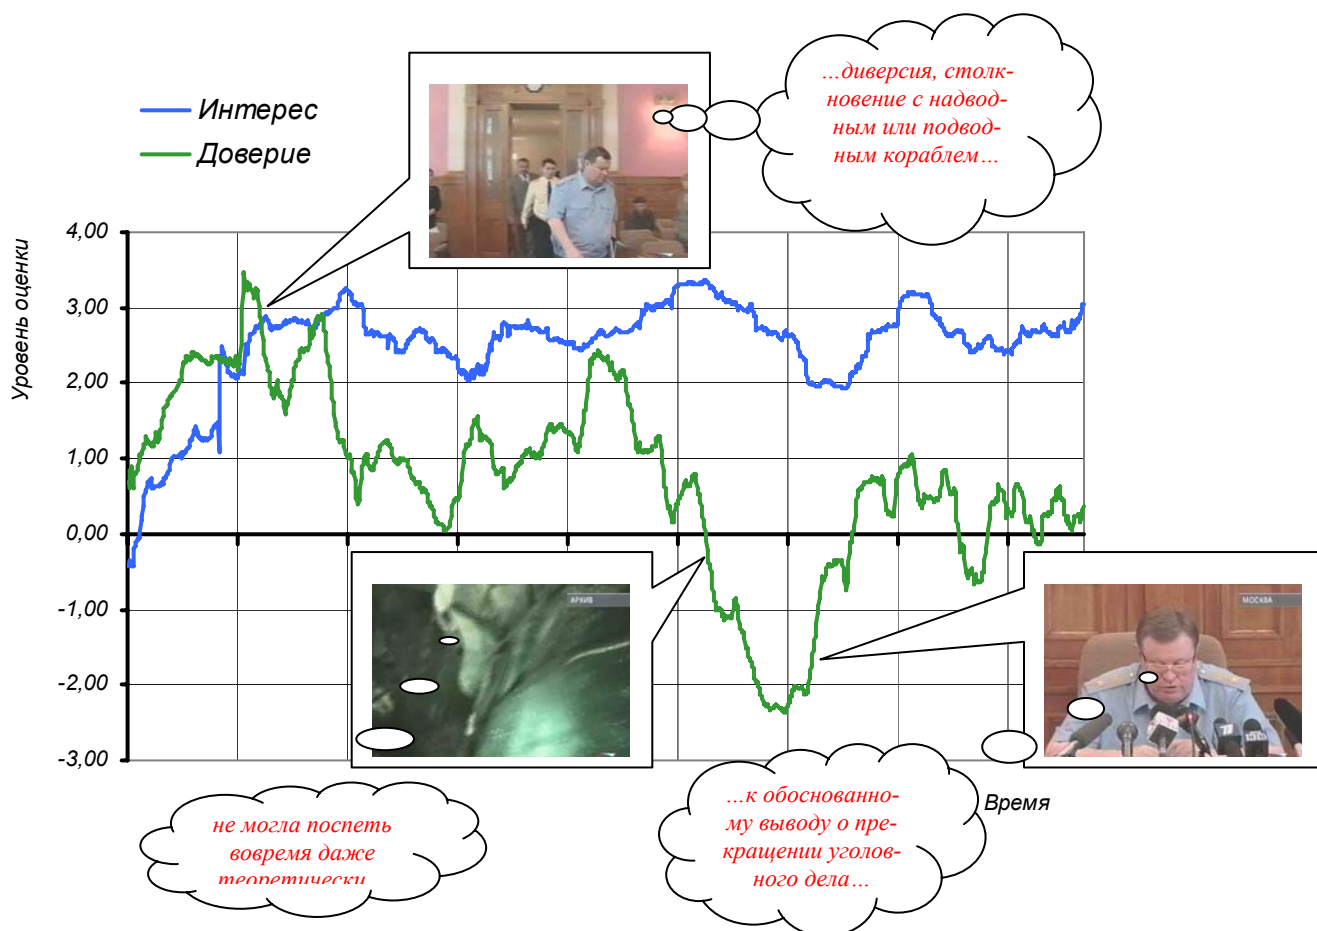 …диверсия, столк-
новение с надвод-
ным или подвод-
ным кораблем…
Интерес
Доверие
Уровень оценки
4,00
3,00
2,00
1,00
0,00
-1,00
-2,00
-3,00
АРХИВ
МОСКВА
Время
не могла поспеть
вовремя даже
теоретически
…к обоснованно-
му выводу о пре-
кращении уголов-
ного дела…